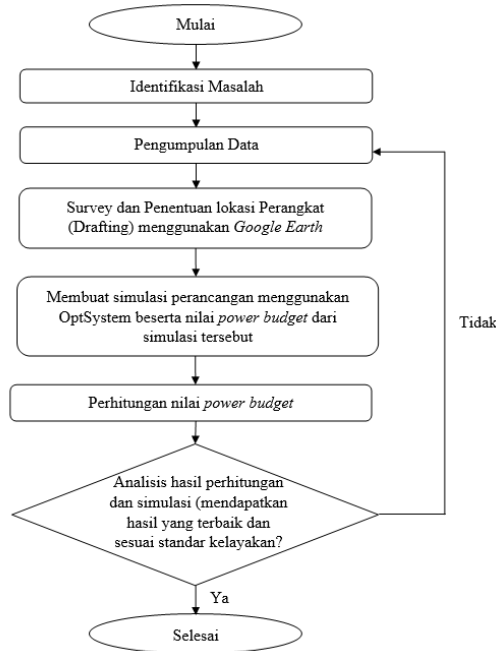 Mulai
Identifikasi Masalah
Pengumpulan Data
Survey dan Penentuan lokasi Perangkat
(Drafting) menggunakan Google Earth
Membuat simulasi perancangan menggunakan
OptSystem beserta nilai power budget dari
simulasi tersebut
Tidak
Perhitungan nilai power budget
Analisis hasil perhitungan
dan simulasi (mendapatkan
hasil yang terbaik dan
sesuai standar kelayakan?
Ya
Selesai